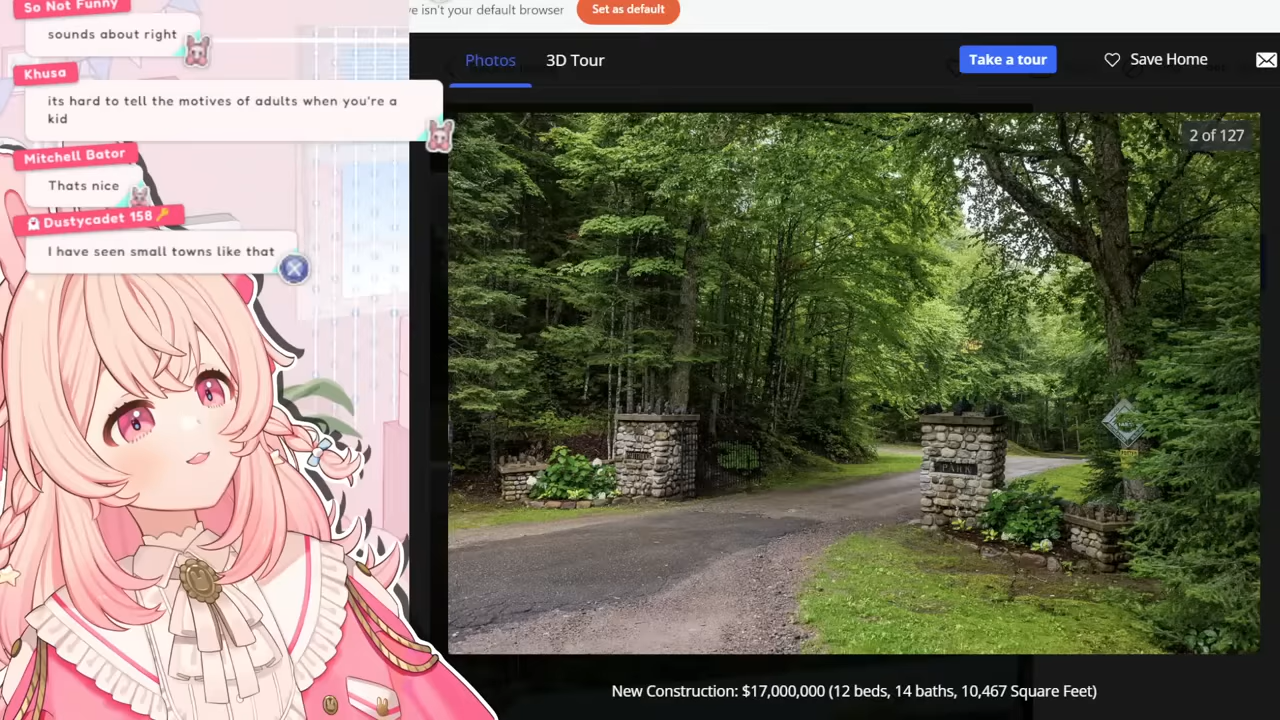 So Not Funny
sounds about right
Khusa
its hard to tell the motives of adults when you're a
kid
Mitchell Bator
Thats nice
Dustycadet 158
I have seen small towns like that
isn't your default browser
Set as default
Photos
3D Tour
Take a tour
Save Home
2 of 127
PARK
New Construction: $17,000,000 (12 beds, 14 baths, 10,467 Square Feet)